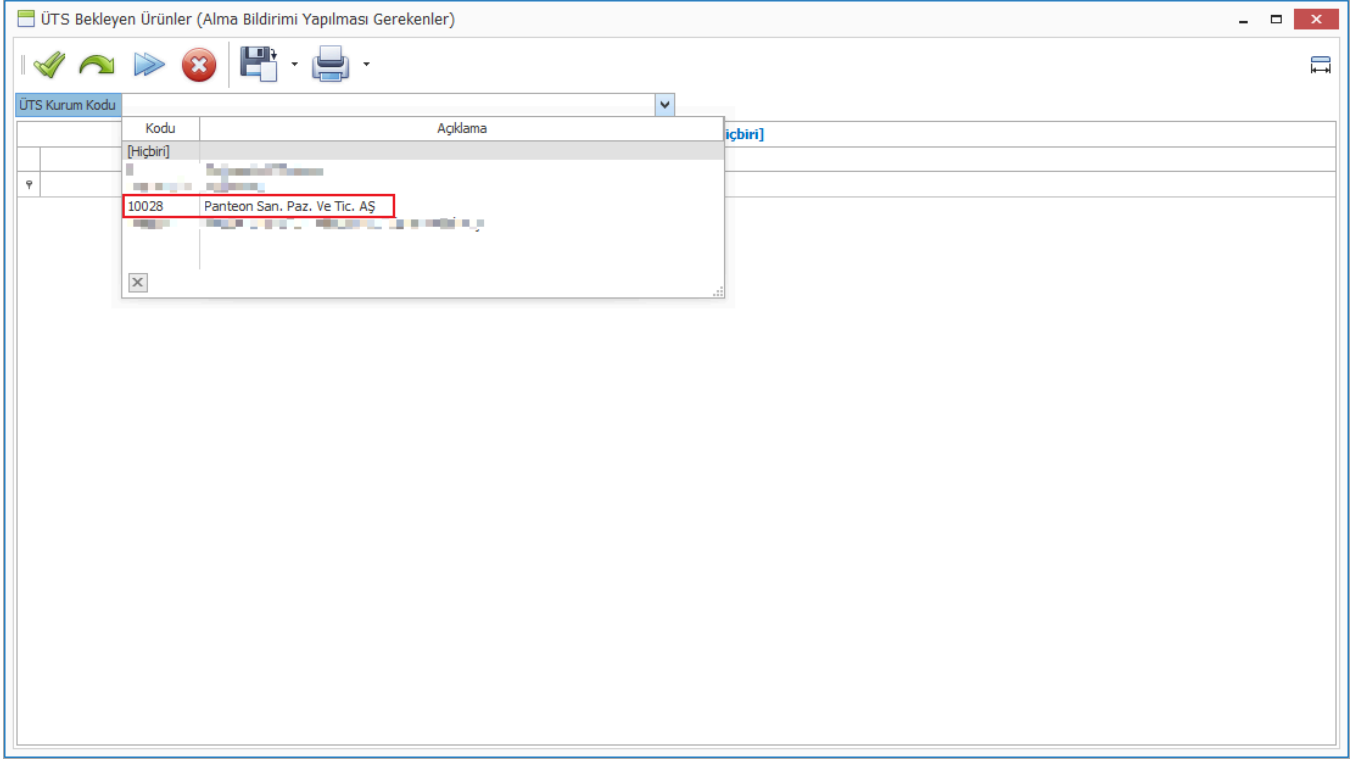 ÜTS Bekleyen Ürünler (Alma Bildirimi Yapılması Gerekenler)
ÜTS Kurum Kodu
Kodu Açıklama
içbiri]
[Hiçbiri]
10028 Panteon San. Paz. Ve Tic. AŞ